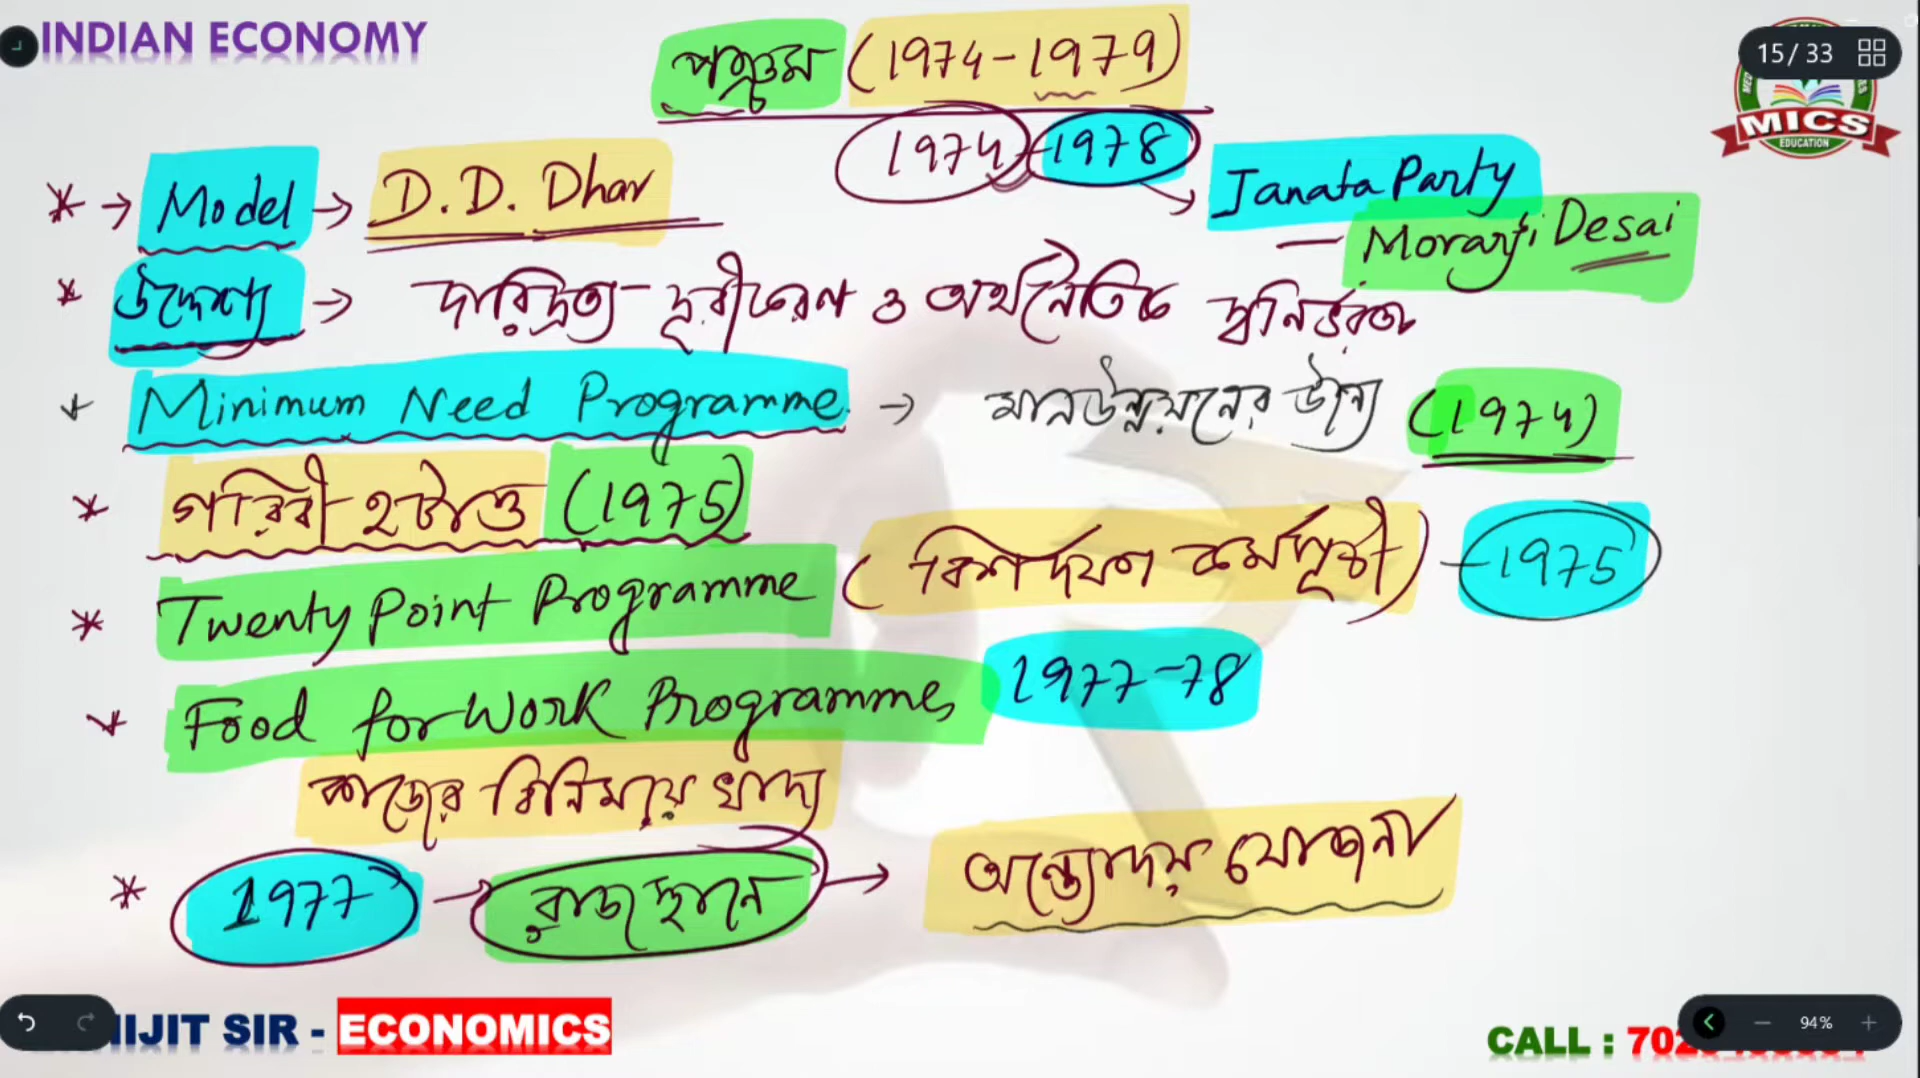 INDIAN ECONOMY
15/33
পঞ্চম (1974-1979)
1974-1978
Janata Party
- Morarji Desai
MICS
EDUCATION
* → Model → D.D. Dhar
* উদ্দেশ্য → দারিদ্রতা দূরীকরণ ও অর্থনৈতিক স্বনির্ভরতা
Minimum Need Programme → মানউন্নয়নের (1974)
* গরিবী হটাও (1975)
* Twenty Point Programme (বিশ দফা কর্মসূচী) - 1975
Food for Work Programme, 1977-78
কাজের বিনিময়ে খাদ্য
* 1977 → রাজস্থানে → অন্ত্যোদয় যোজনা
IJIT SIR - ECONOMICS
CALL : 702
94%